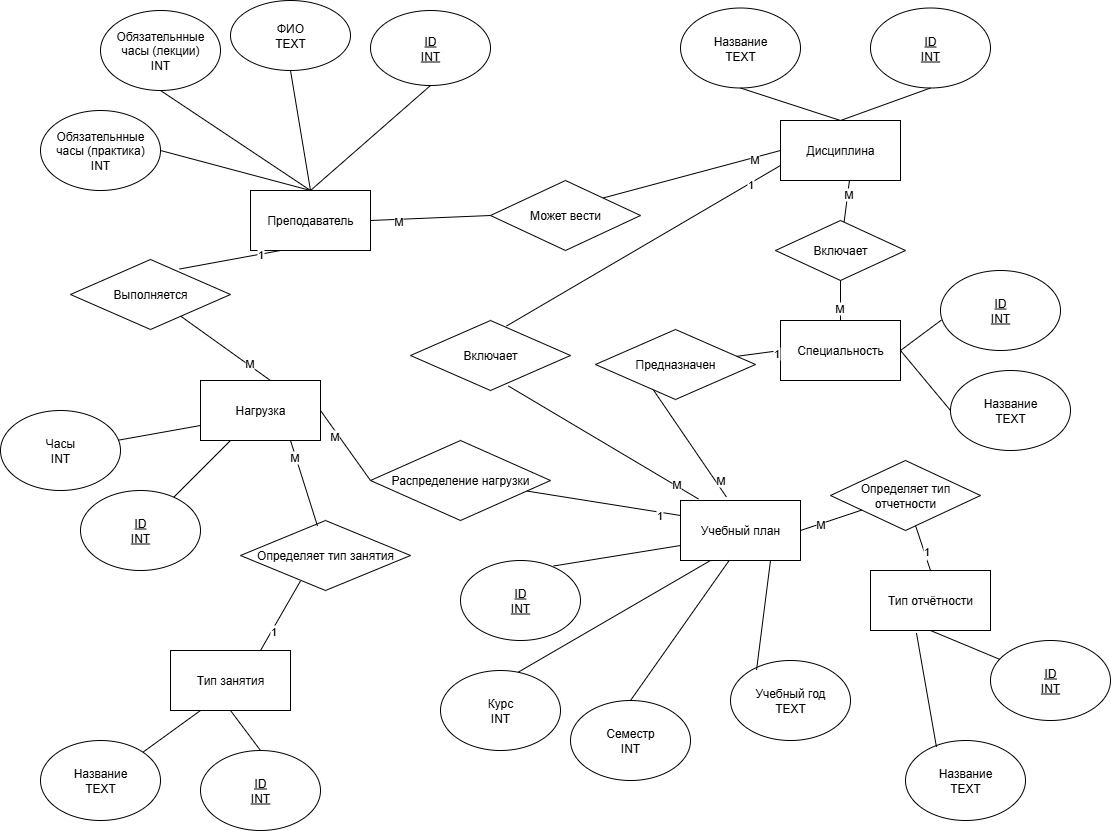 Обязательнные
часы (лекции)
INT
ФИО
TEXT
ID
INT
Название
TEXT
ID
INT
Обязательнные
часы (практика)
INT
Дисциплина
М
1
Преподаватель
М
Может вести
М
1
Включает
Выполняется
М
ID
INT
Включает
Предназначен
1
Специальность
М
Нагрузка
Название
TEXT
Часы
INT
М
М
Распределение нагрузки
М
М
Определяет тип
отчетности
ID
INT
1
Учебный план
М
Определяет тип занятия
1
ID
INT
Тип отчётности
1
Тип занятия
ID
INT
Курс
INT
Учебный год
TEXT
Семестр
INT
Название
TEXT
ID
INT
Название
TEXT